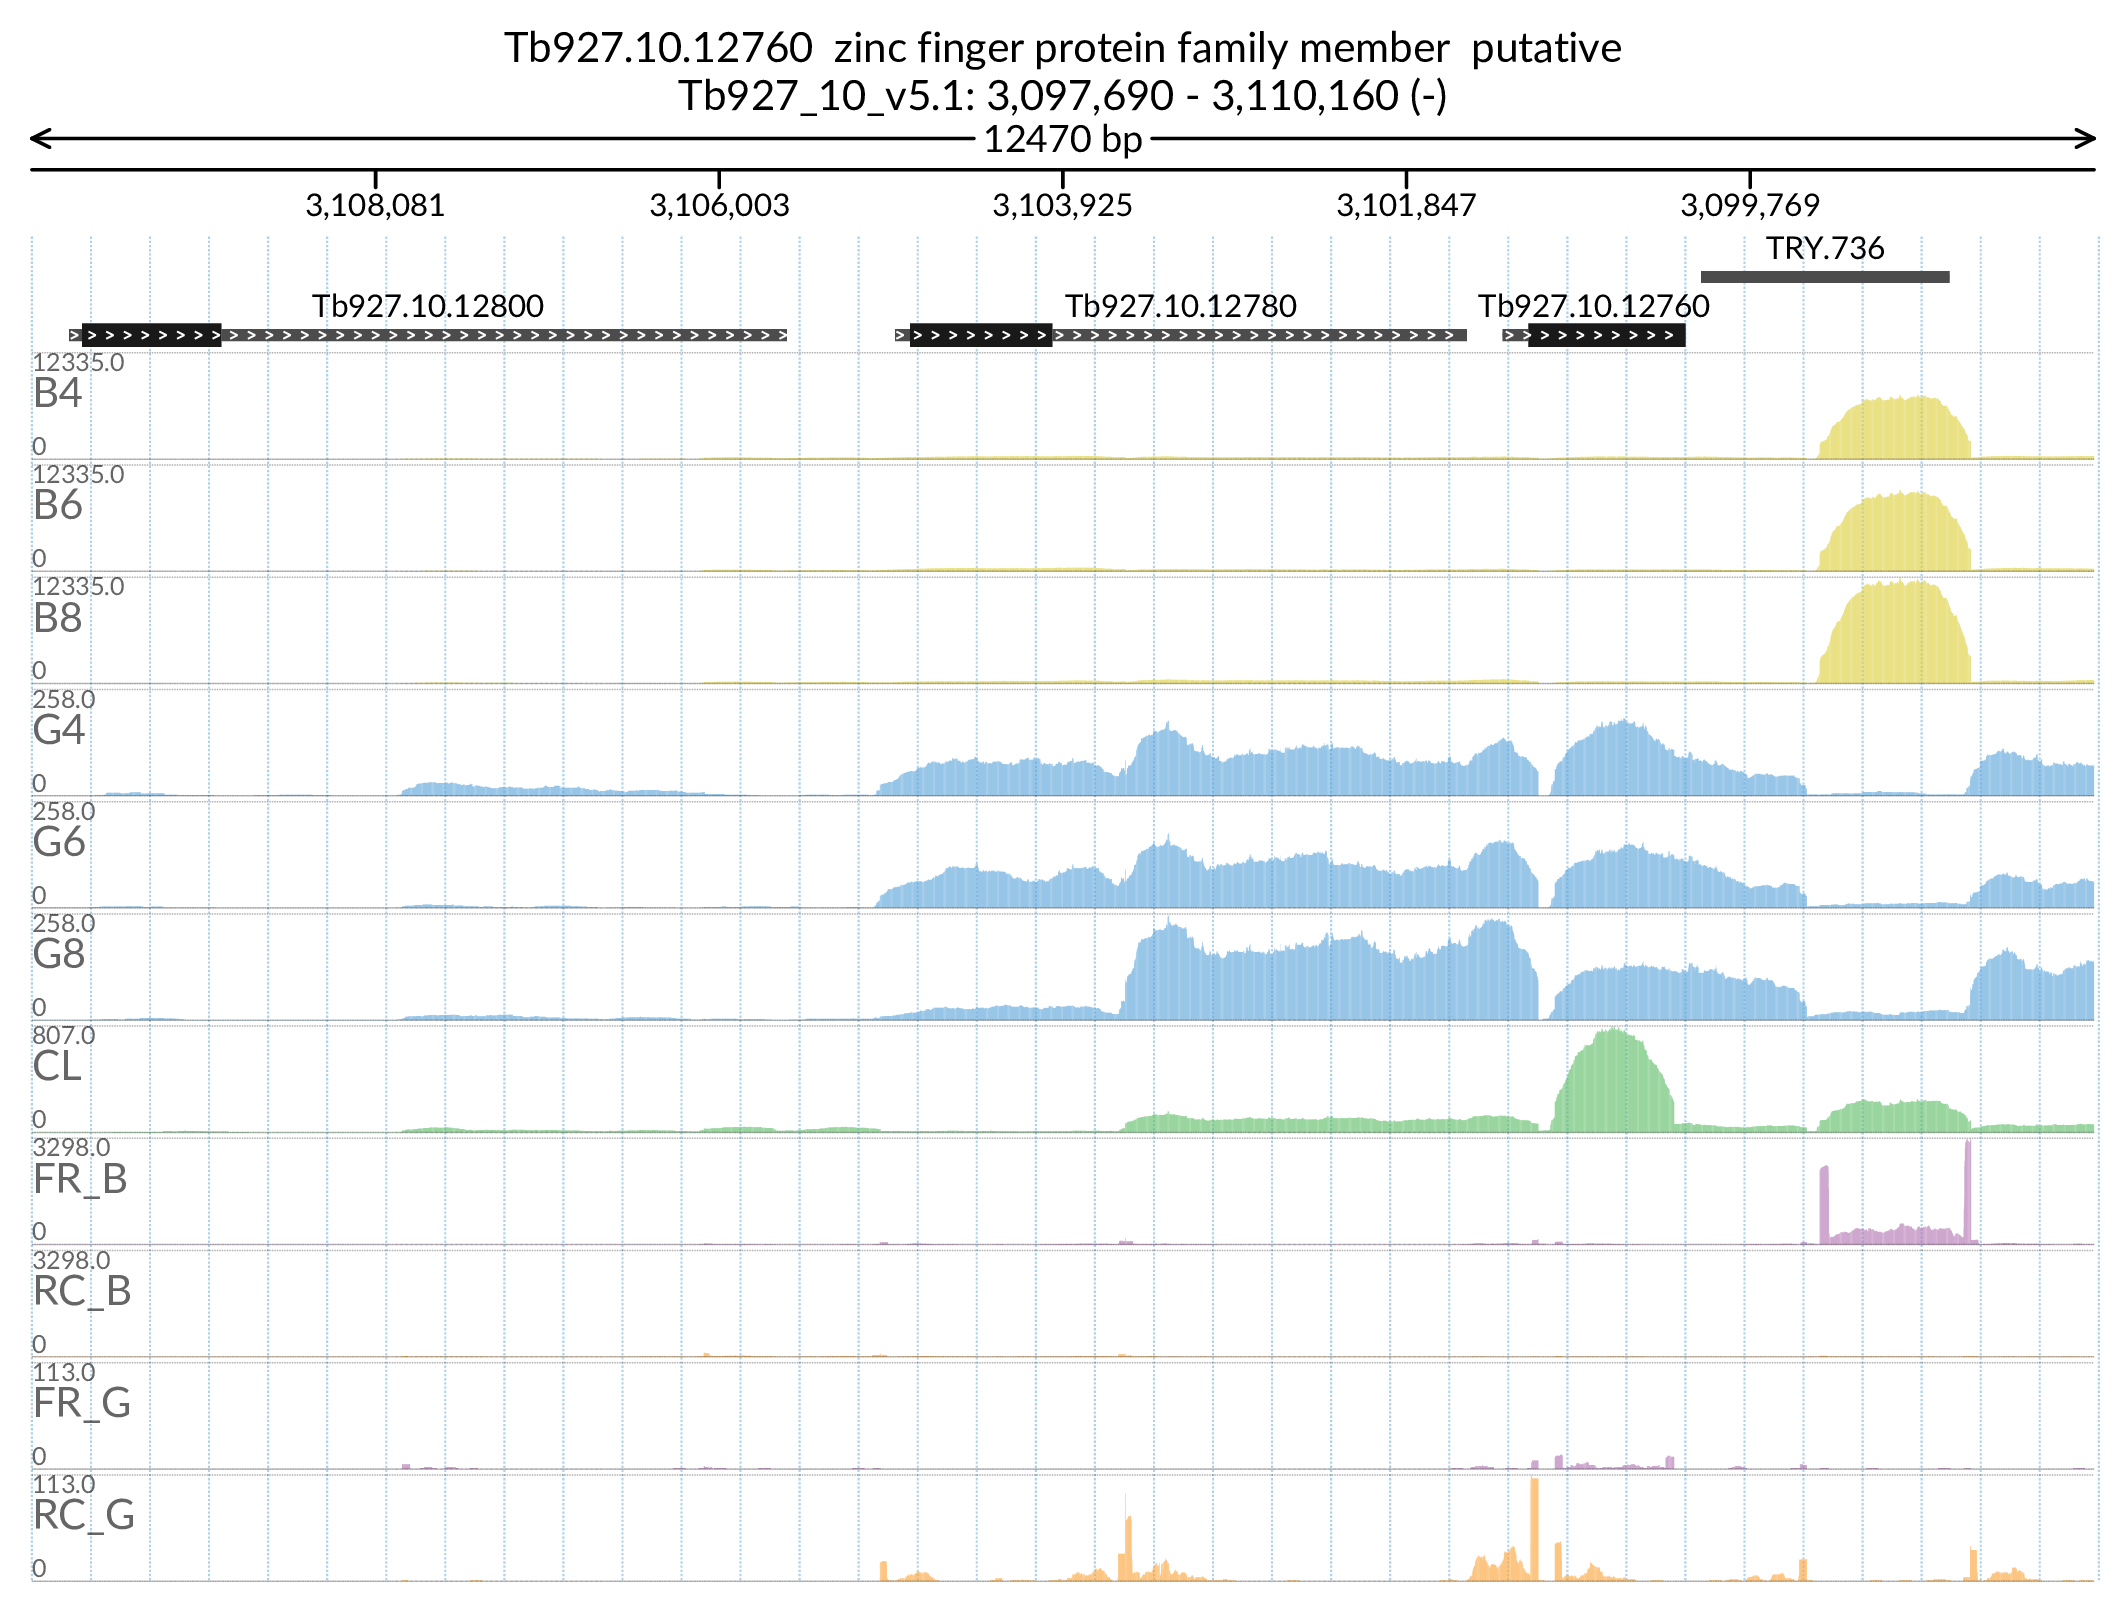 Tb927.10.12760  zinc finger protein family member  putative
Tb927_10_v5.1: 3,097,690 - 3,110,160 (-)
12470 bp
3,108,081 3,106,003 3,103,925 3,101,847 3,099,769
TRY.736
Tb927.10.12800 Tb927.10.12780 Tb927.10.12760
12335.0
B4
0
12335.0
B6
0
12335.0
B8
0
258.0
G4
0
258.0
G6
0
258.0
G8
0
807.0
CL
0
3298.0
FR_B
0
3298.0
RC_B
0
113.0
FR_G
0
113.0
RC_G
0